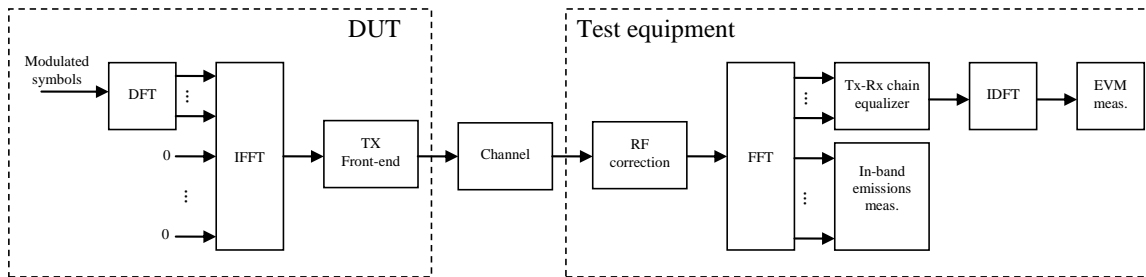 DUT
Test equipment
Modulated
symbols
DFT
...
0
...
0
IFFT
TX
Front-end
Channel
RF
correction
FFT
...
...
Tx-Rx chain
equalizer
IDFT
EVM
meas.
In-band
emissions
meas.